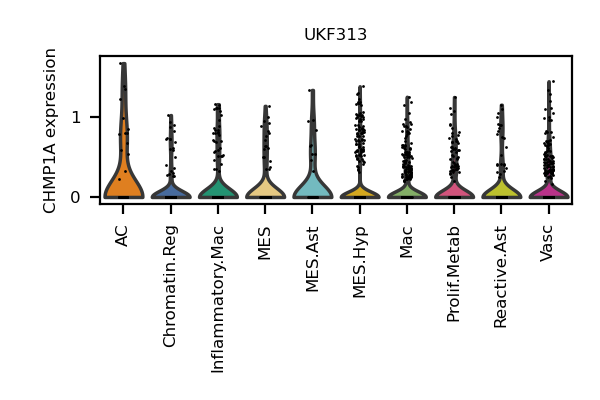 UKF313
CHMP1A expression
1
0
AC
Chromatin.Reg
Inflammatory.Mac
MES
MES.Ast
MES.Hyp
Mac
Prolif.Metab
Reactive.Ast
Vasc